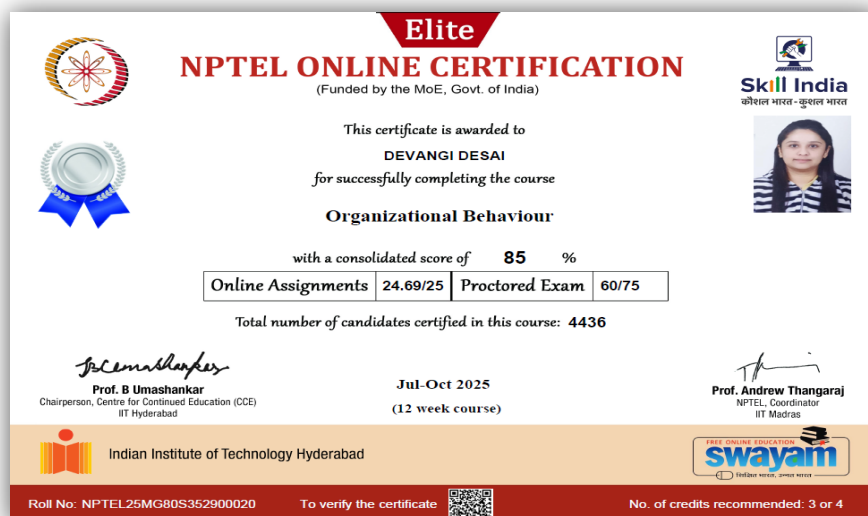 Elite
NPTEL ONLINE CERTIFICATION
(Funded by the MoE, Govt. of India)
Skill India
कौशल भारत-कुशल भारत
This certificate is awarded to
DEVANGI DESAI
for successfully completing the course
Organizational Behaviour
with a consolidated score of 85 %
Online Assignments 24.69/25 Proctored Exam 60/75
Total number of candidates certified in this course: 4436
Prof. B Umashankar
Chairperson, Centre for Continued Education (CCE)
IIT Hyderabad
Jul-Oct 2025
(12 week course)
Prof. Andrew Thangaraj
NPTEL, Coordinator
IIT Madras
Indian Institute of Technology Hyderabad
FREE ONLINE EDUCATION
swayam
शिक्षित भारत, उन्नत भारत
Roll No: NPTEL25MG80S352900020 To verify the certificate No. of credits recommended: 3 or 4